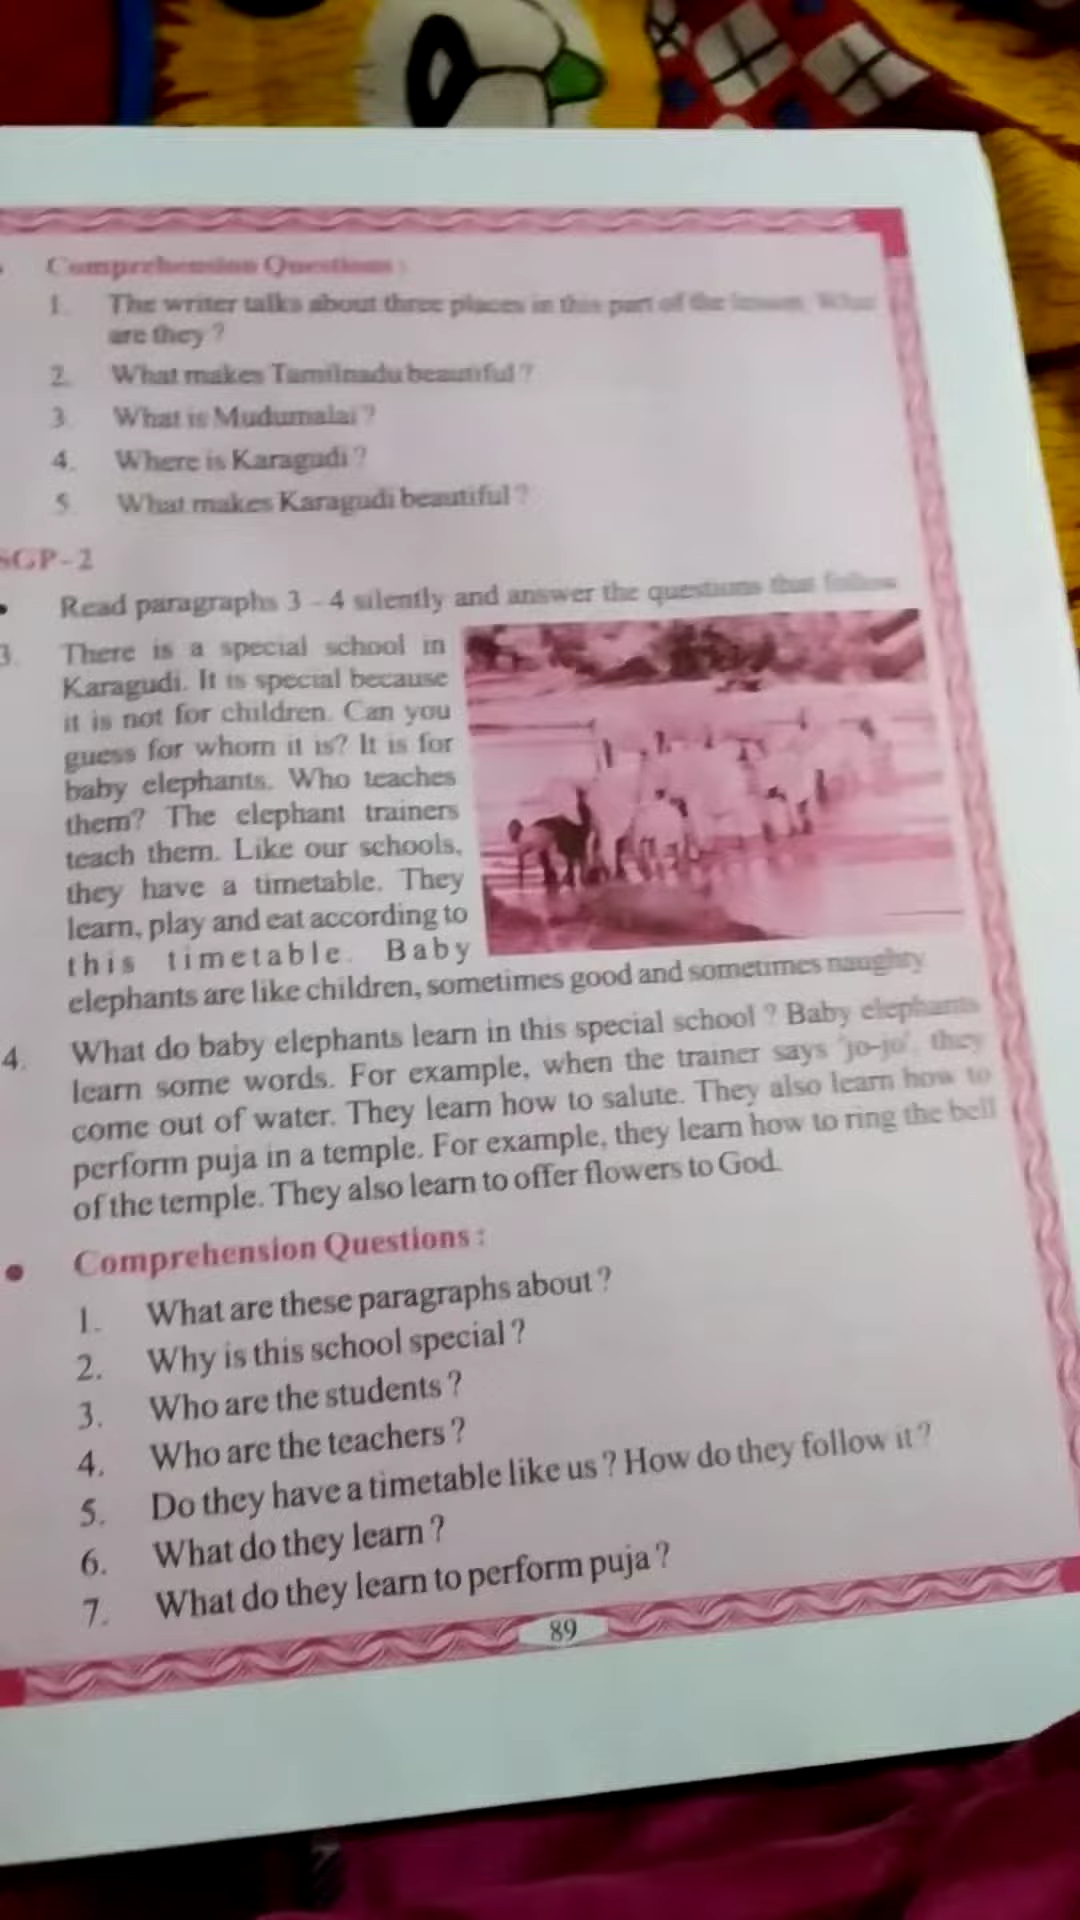 Comprehension Questions :
1. The writer talks about three places in this part of the lesson. What
are they ?
2. What makes Tamilnadu beautiful ?
3. What is Mudumalai ?
4. Where is Karagudi ?
5. What makes Karagudi beautiful ?
SGP-2
Read paragraphs 3 - 4 silently and answer the questions that follow
3. There is a special school in
Karagudi. It is special because
it is not for children. Can you
guess for whom it is? It is for
baby elephants. Who teaches
them? The elephant trainers
teach them. Like our schools,
they have a timetable. They
learn, play and eat according to
this timetable. Baby
elephants are like children, sometimes good and sometimes naughty
4. What do baby elephants learn in this special school ? Baby elephants
learn some words. For example, when the trainer says 'jo-jo', they
come out of water. They learn how to salute. They also learn how to
perform puja in a temple. For example, they learn how to ring the bell
of the temple. They also learn to offer flowers to God.
• Comprehension Questions :
1. What are these paragraphs about ?
2. Why is this school special ?
3. Who are the students ?
4. Who are the teachers ?
5. Do they have a timetable like us ? How do they follow it ?
6. What do they learn ?
7. What do they learn to perform puja ?
89